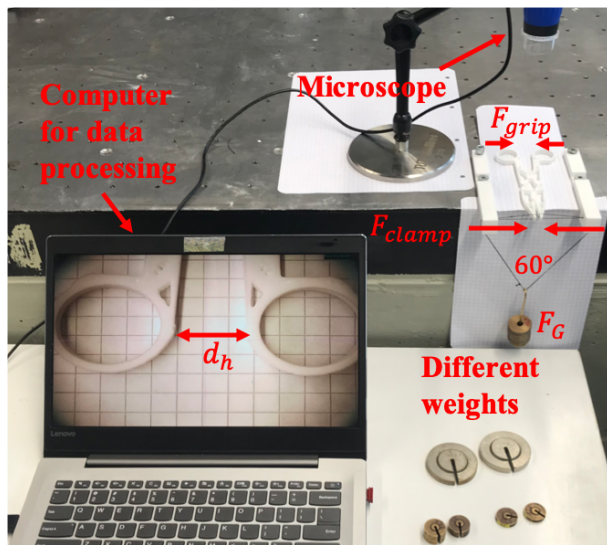 Microscope
Computer
for data
processing
F_grip
F_clamp
60°
F_G
d_h
Different
weights
Lenovo